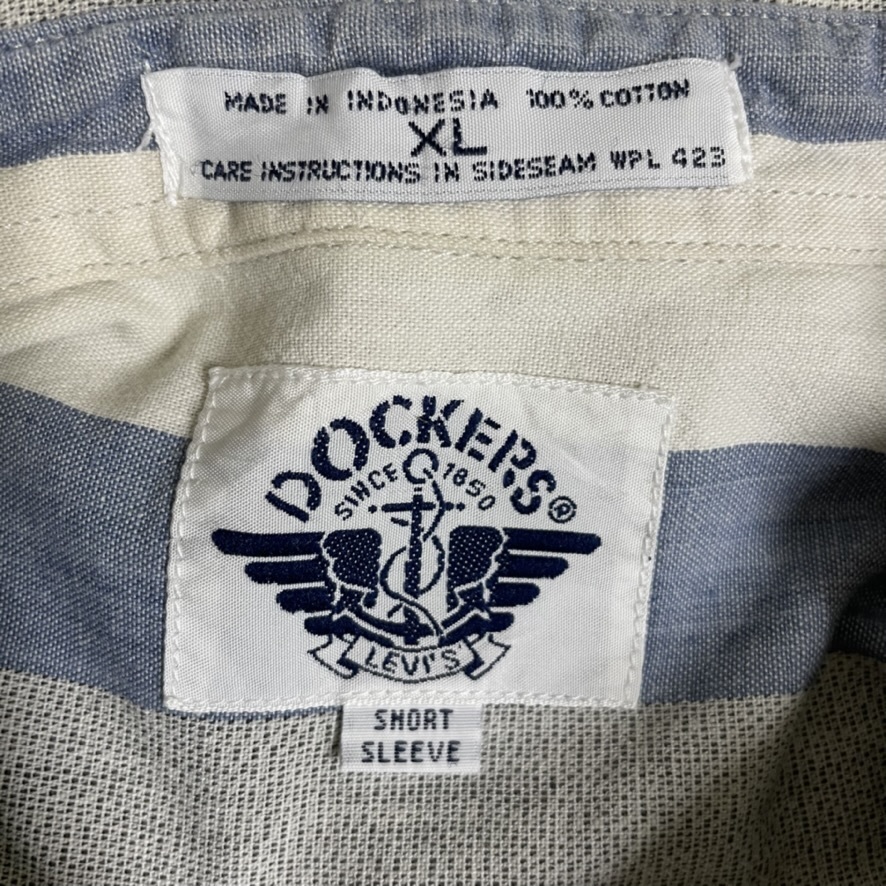 MADE IN INDONESIA 100% COTTON
XL
CARE INSTRUCTIONS IN SIDESEAM WPL 423
DOCKERS®
SINCE 1850
LEVI'S
SHORT
SLEEVE